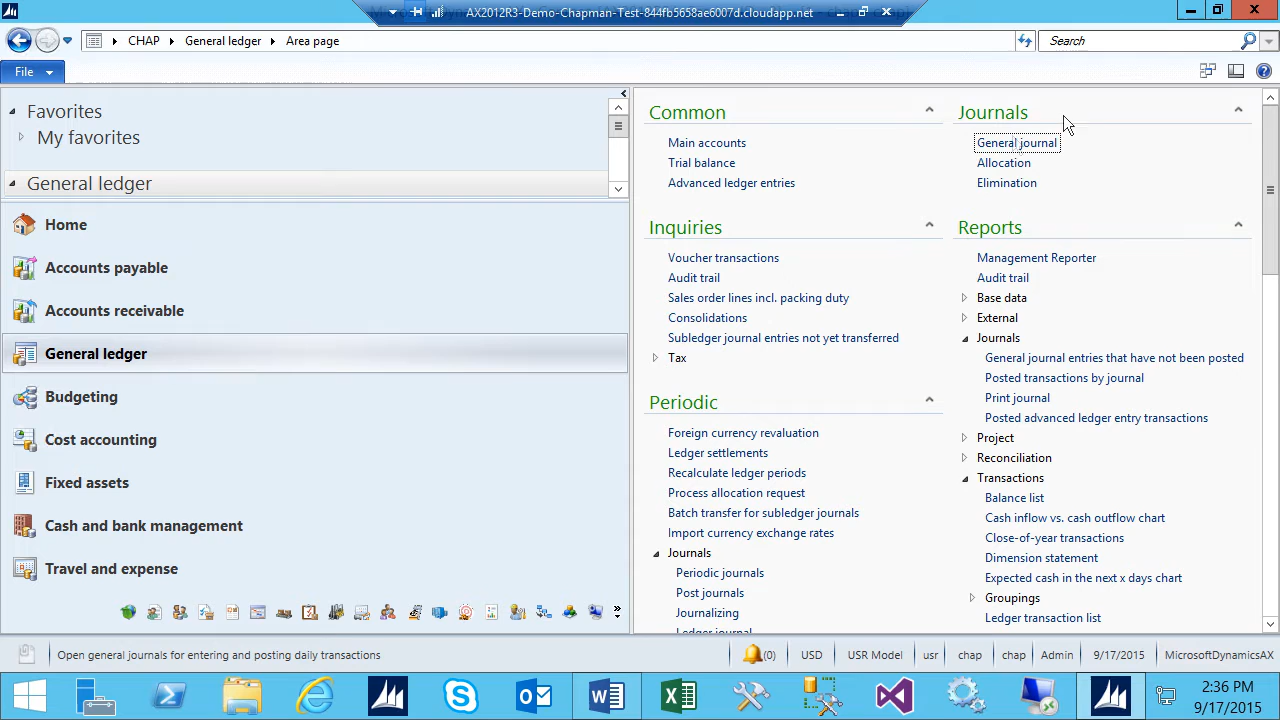 AX2012R3-Demo-Chapman-Test-844fb5658ae6007d.cloudapp.net
CHAP General ledger Area page
Search
File
Favorites
My favorites
General ledger
Home
Accounts payable
Accounts receivable
General ledger
Budgeting
Cost accounting
Fixed assets
Cash and bank management
Travel and expense
Common
Main accounts
Trial balance
Advanced ledger entries
Inquiries
Voucher transactions
Audit trail
Sales order lines incl. packing duty
Consolidations
Subledger journal entries not yet transferred
Tax
Periodic
Foreign currency revaluation
Ledger settlements
Recalculate ledger periods
Process allocation request
Batch transfer for subledger journals
Import currency exchange rates
Journals
Periodic journals
Post journals
Journalizing
Ledger journal
Journals
General journal
Allocation
Elimination
Reports
Management Reporter
Audit trail
Base data
External
Journals
General journal entries that have not been posted
Posted transactions by journal
Print journal
Posted advanced ledger entry transactions
Project
Reconciliation
Transactions
Balance list
Cash inflow vs. cash outflow chart
Close-of-year transactions
Dimension statement
Expected cash in the next x days chart
Groupings
Ledger transaction list
Open general journals for entering and posting daily transactions
(0) USD USR Model usr chap chap Admin 9/17/2015 MicrosoftDynamicsAX
2:36 PM
9/17/2015